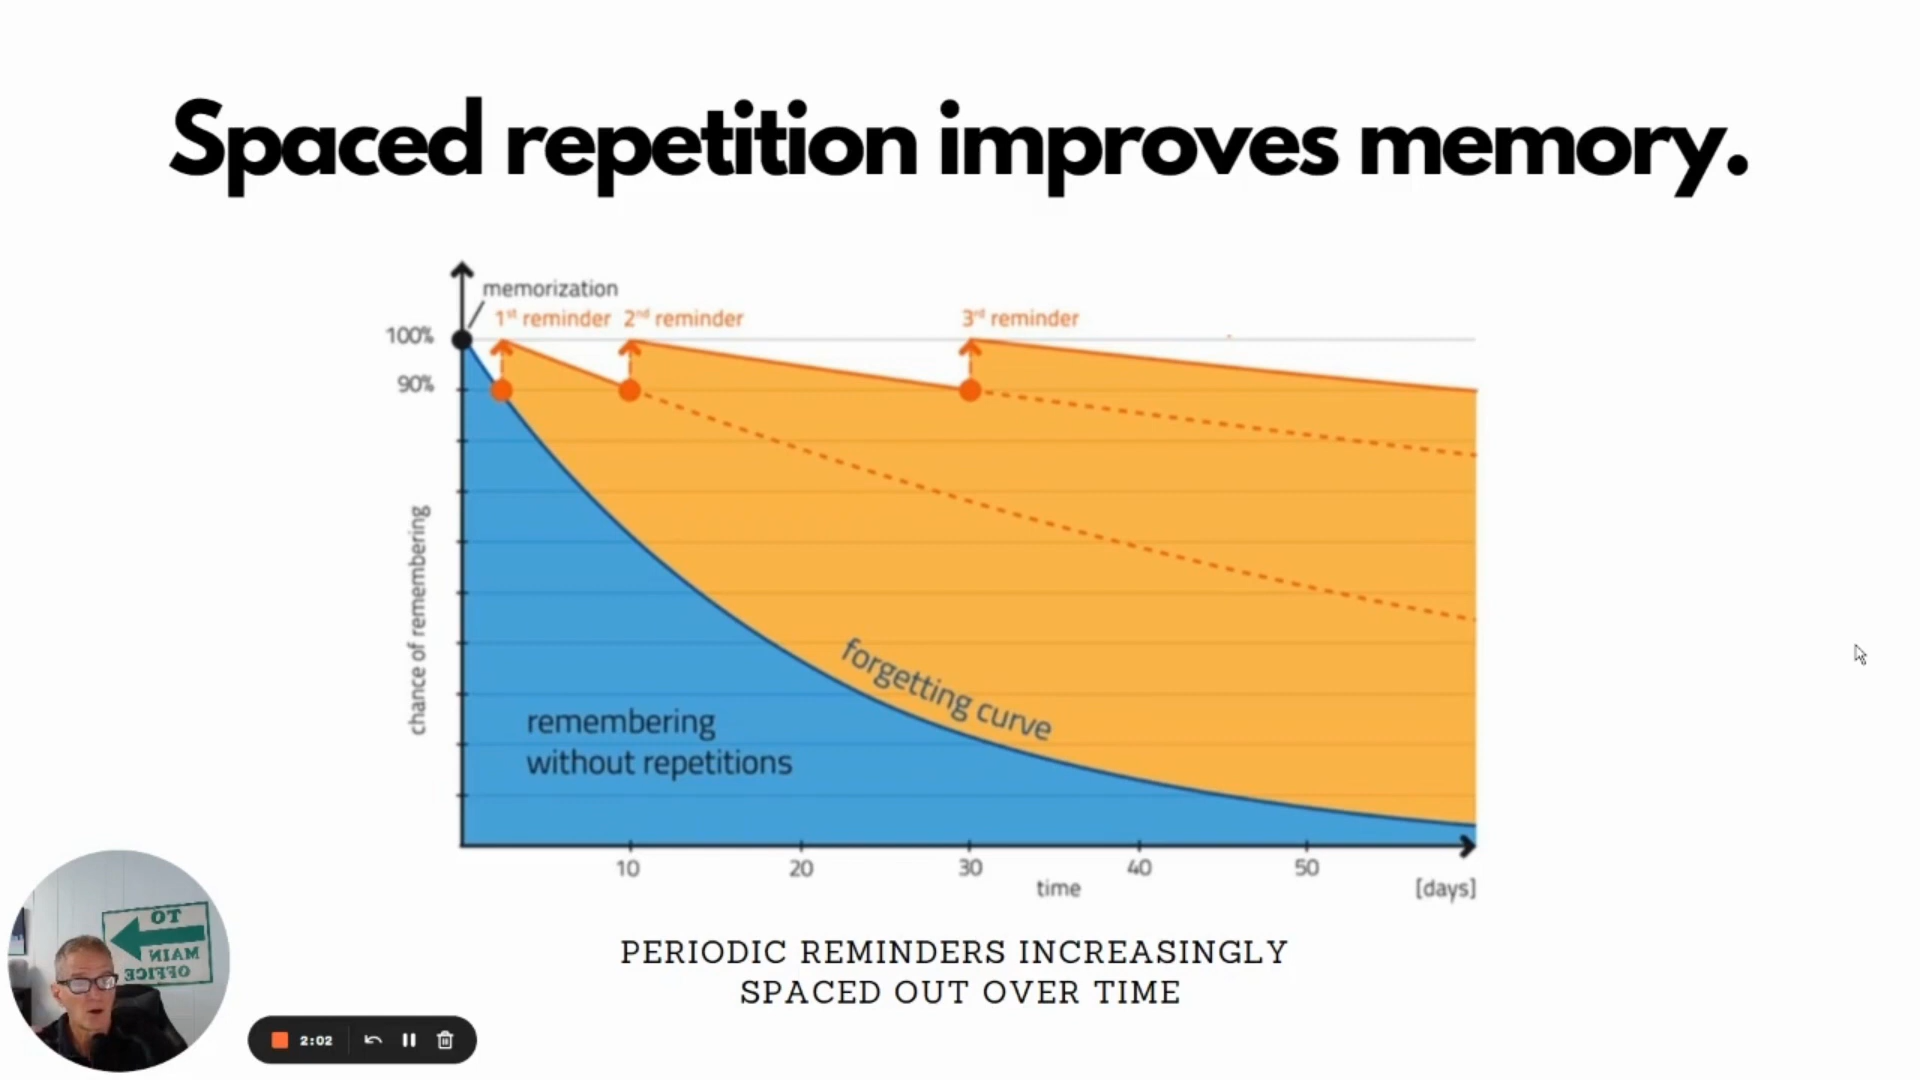 Spaced repetition improves memory.
memorization
1st reminder
2nd reminder
3rd reminder
100%
90%
chance of remembering
forgetting curve
remembering
without repetitions
10
20
30
40
50
time
[days]
PERIODIC REMINDERS INCREASINGLY
SPACED OUT OVER TIME
TO
MAIN
OFFICE
2:02